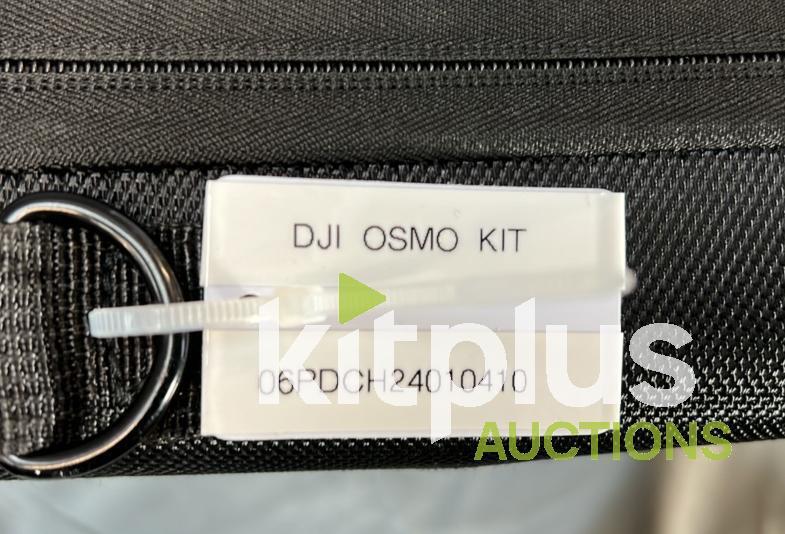 DJI OSMO KIT
kitplus
06PDCH24010410
AUCTIONS